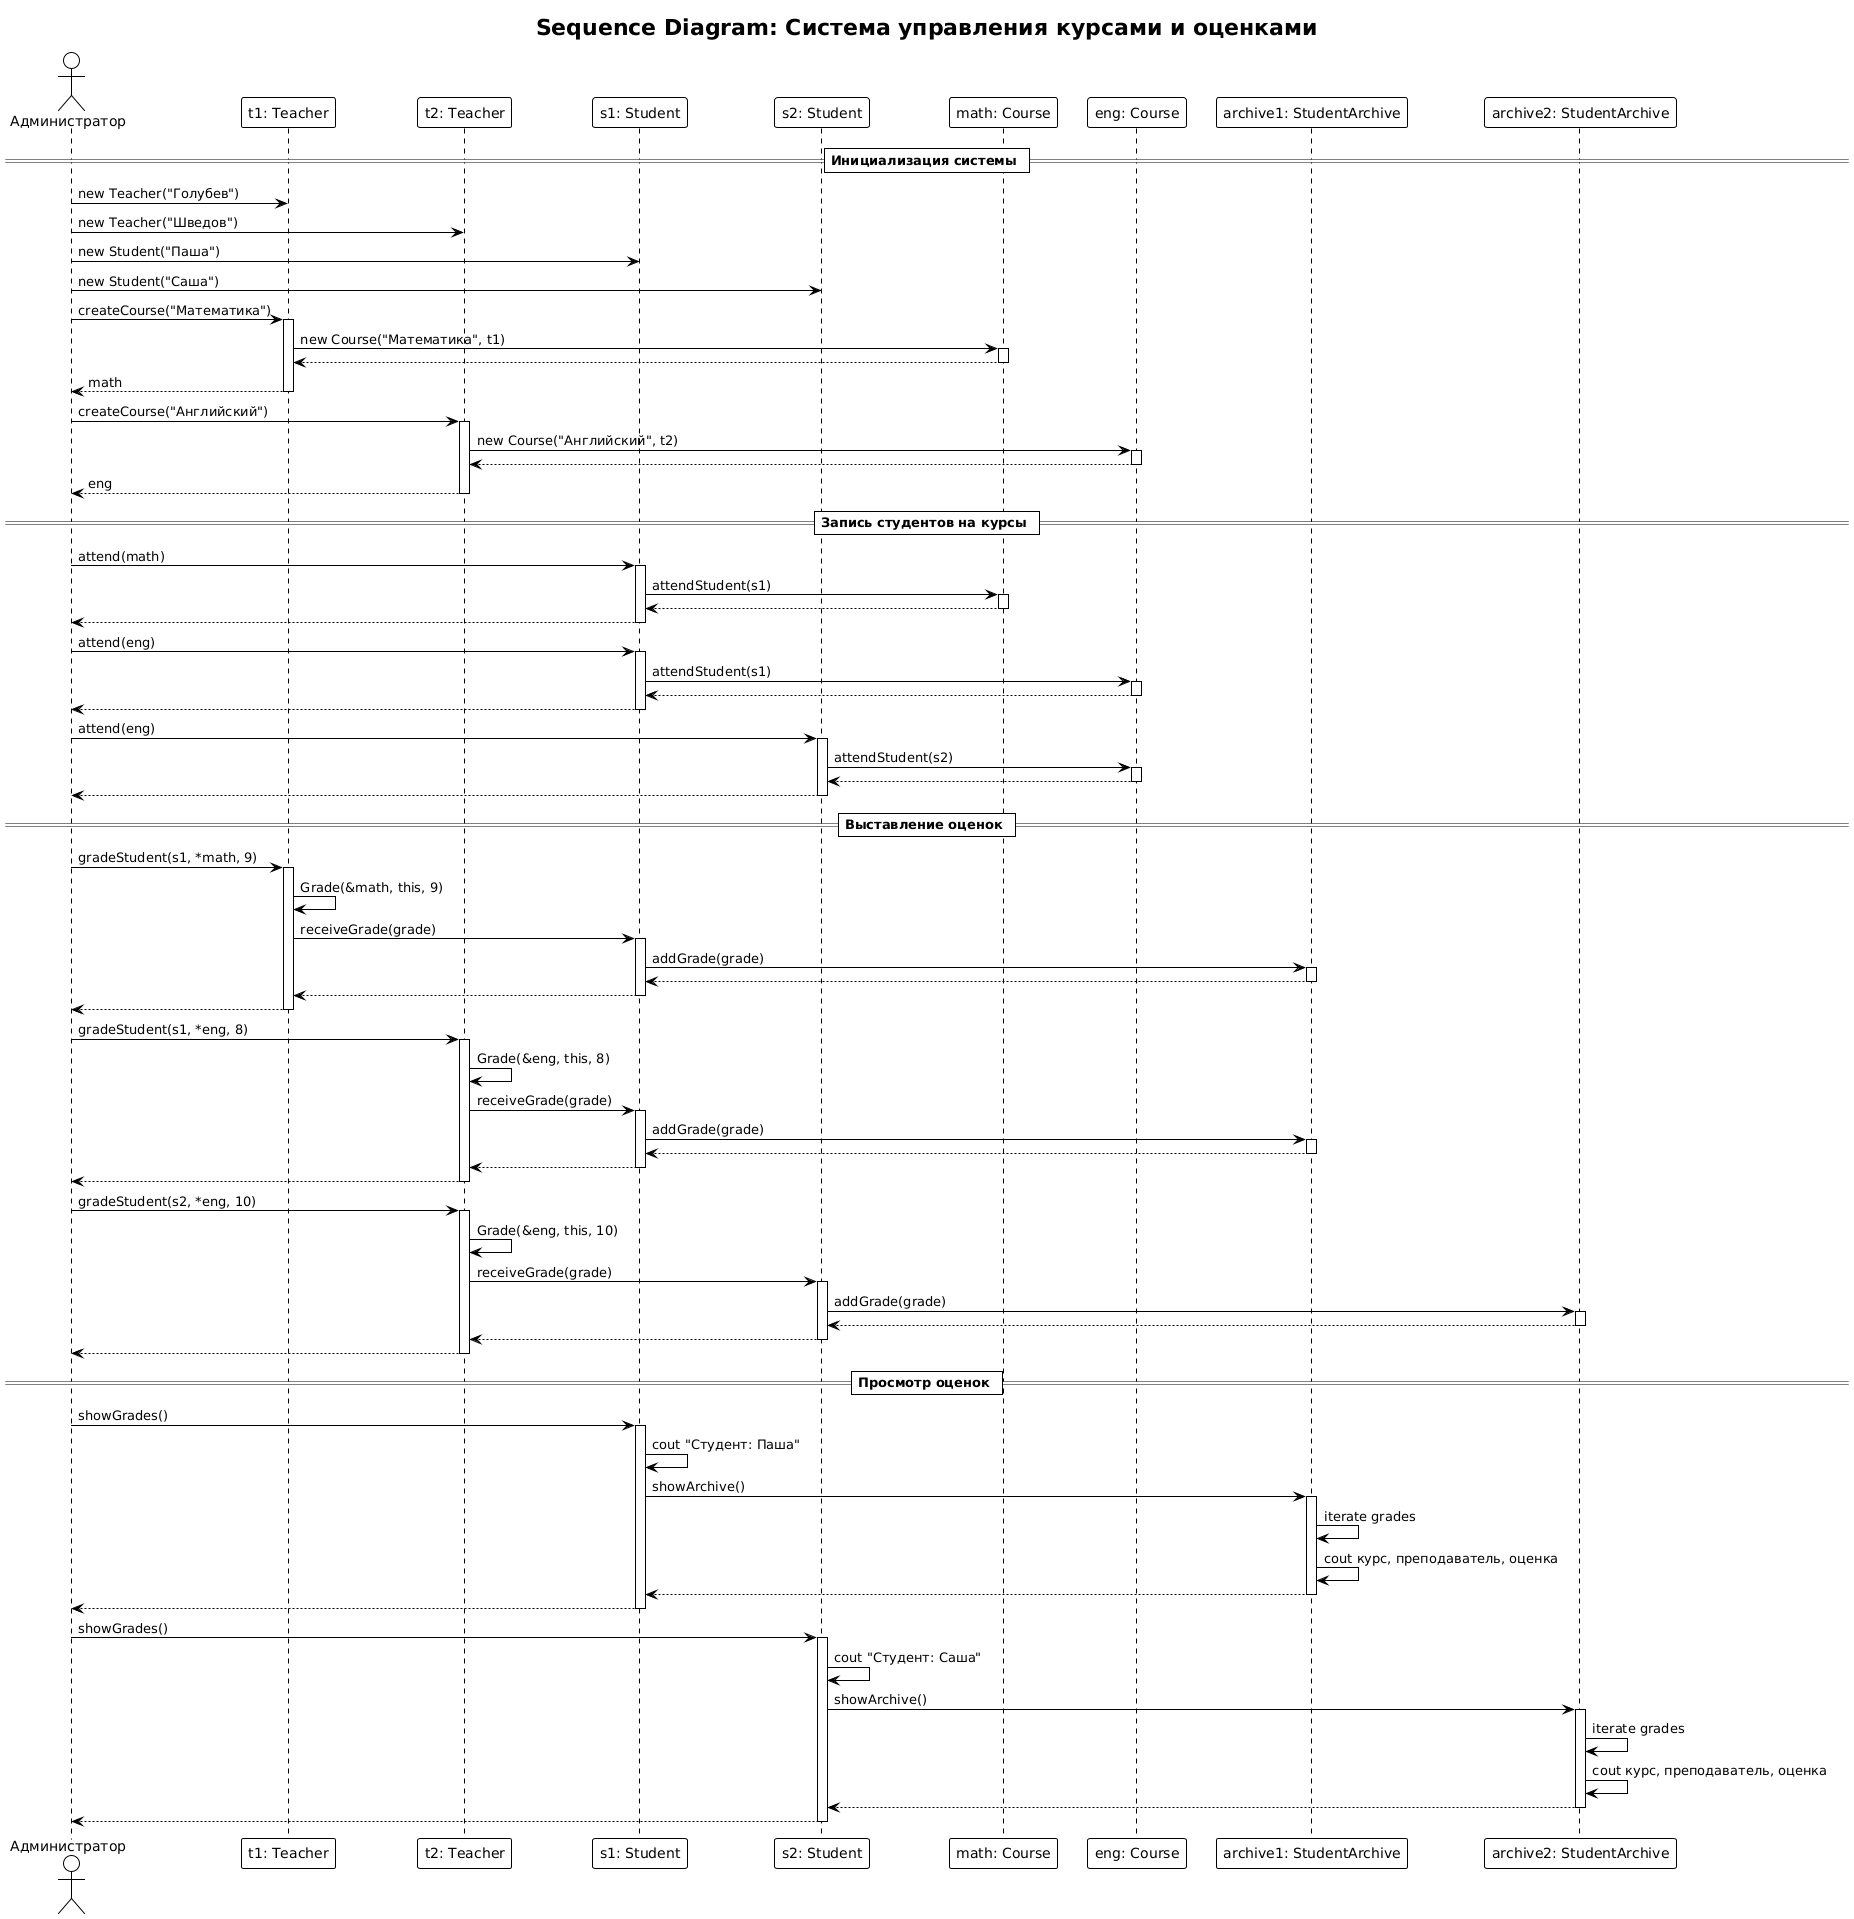 Sequence Diagram: Система управления курсами и оценками
Администратор
t1: Teacher
t2: Teacher
s1: Student
s2: Student
math: Course
eng: Course
archive1: StudentArchive
archive2: StudentArchive
Инициализация системы
new Teacher("Голубев")
new Teacher("Шведов")
new Student("Паша")
new Student("Саша")
createCourse("Математика")
new Course("Математика", t1)
math
createCourse("Английский")
new Course("Английский", t2)
eng
Запись студентов на курсы
attend(math)
attendStudent(s1)
attend(eng)
attendStudent(s1)
attend(eng)
attendStudent(s2)
Выставление оценок
gradeStudent(s1, *math, 9)
Grade(&math, this, 9)
receiveGrade(grade)
addGrade(grade)
gradeStudent(s1, *eng, 8)
Grade(&eng, this, 8)
receiveGrade(grade)
addGrade(grade)
gradeStudent(s2, *eng, 10)
Grade(&eng, this, 10)
receiveGrade(grade)
addGrade(grade)
Просмотр оценок
showGrades()
cout "Студент: Паша"
showArchive()
iterate grades
cout курс, преподаватель, оценка
showGrades()
cout "Студент: Саша"
showArchive()
iterate grades
cout курс, преподаватель, оценка
Администратор
t1: Teacher
t2: Teacher
s1: Student
s2: Student
math: Course
eng: Course
archive1: StudentArchive
archive2: StudentArchive